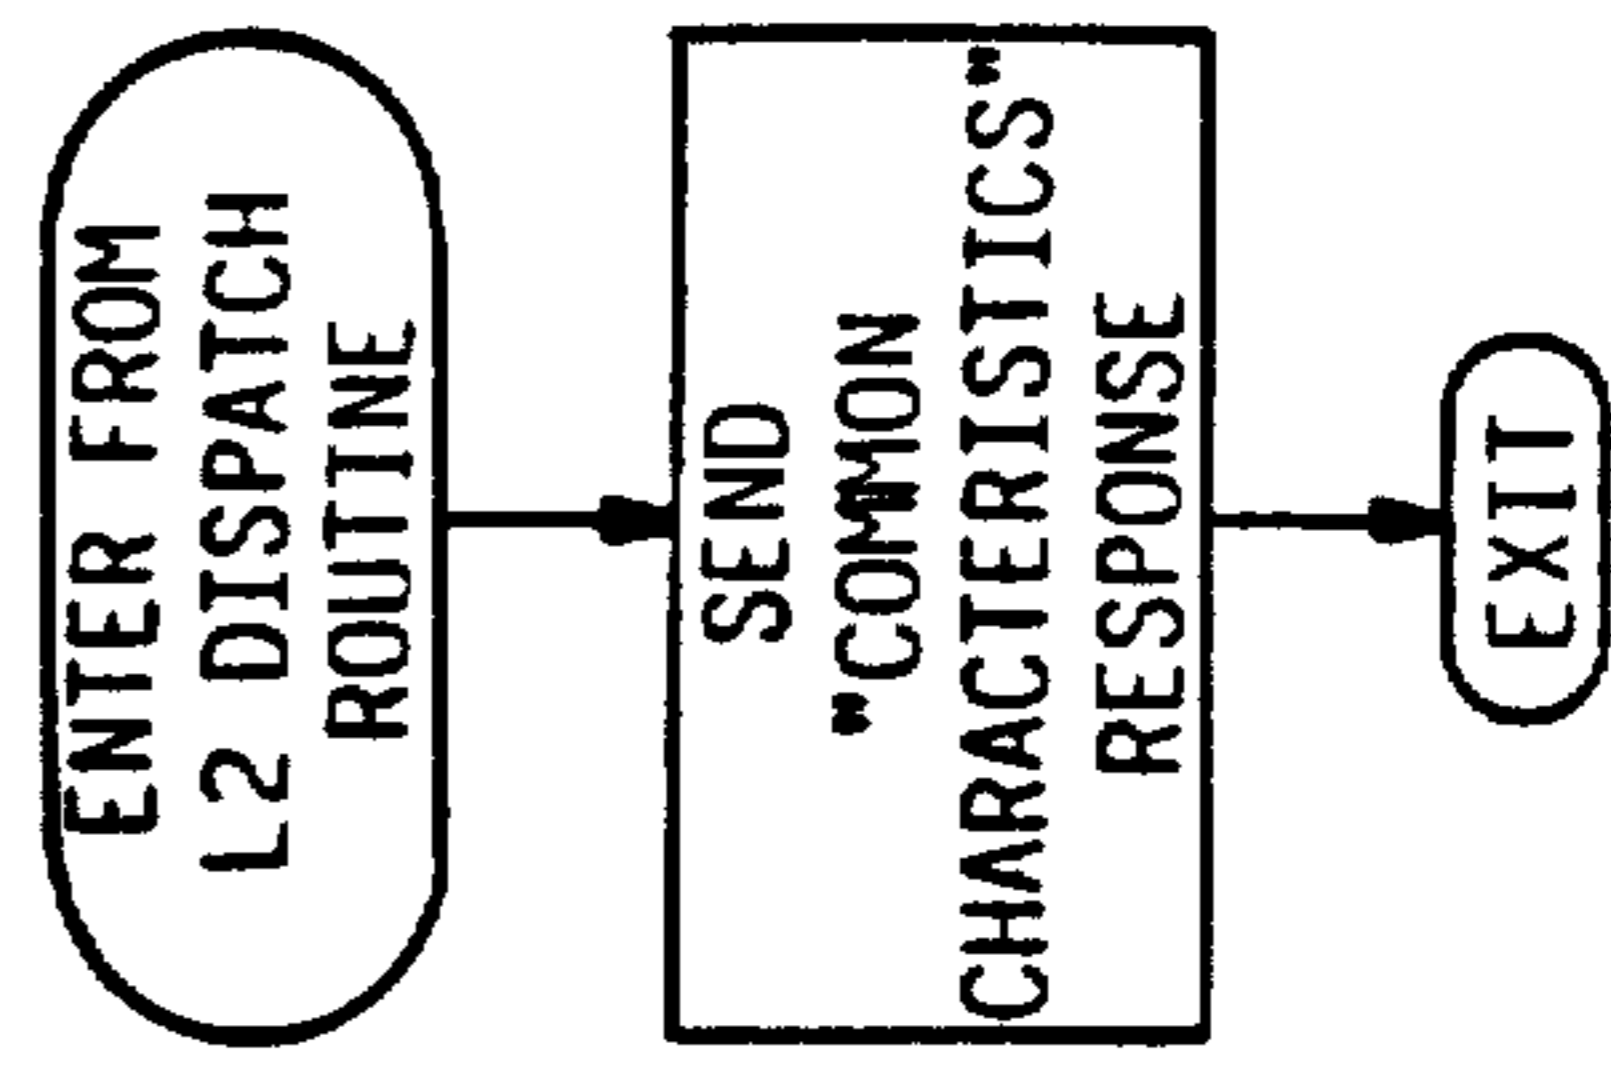 ENTER FROM
L2 DISPATCH
ROUTINE
SEND
"COMMON
CHARACTERISTICS"
RESPONSE
EXIT